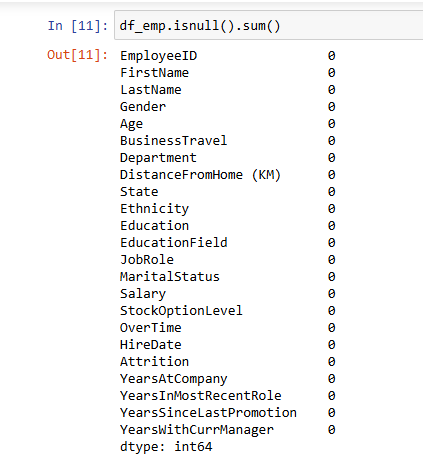 In [11]: df_emp.isnull().sum()
Out[11]: EmployeeID 0
FirstName 0
LastName 0
Gender 0
Age 0
BusinessTravel 0
Department 0
DistanceFromHome (KM) 0
State 0
Ethnicity 0
Education 0
EducationField 0
JobRole 0
MaritalStatus 0
Salary 0
StockOptionLevel 0
OverTime 0
HireDate 0
Attrition 0
YearsAtCompany 0
YearsInMostRecentRole 0
YearsSinceLastPromotion 0
YearsWithCurrManager 0
dtype: int64